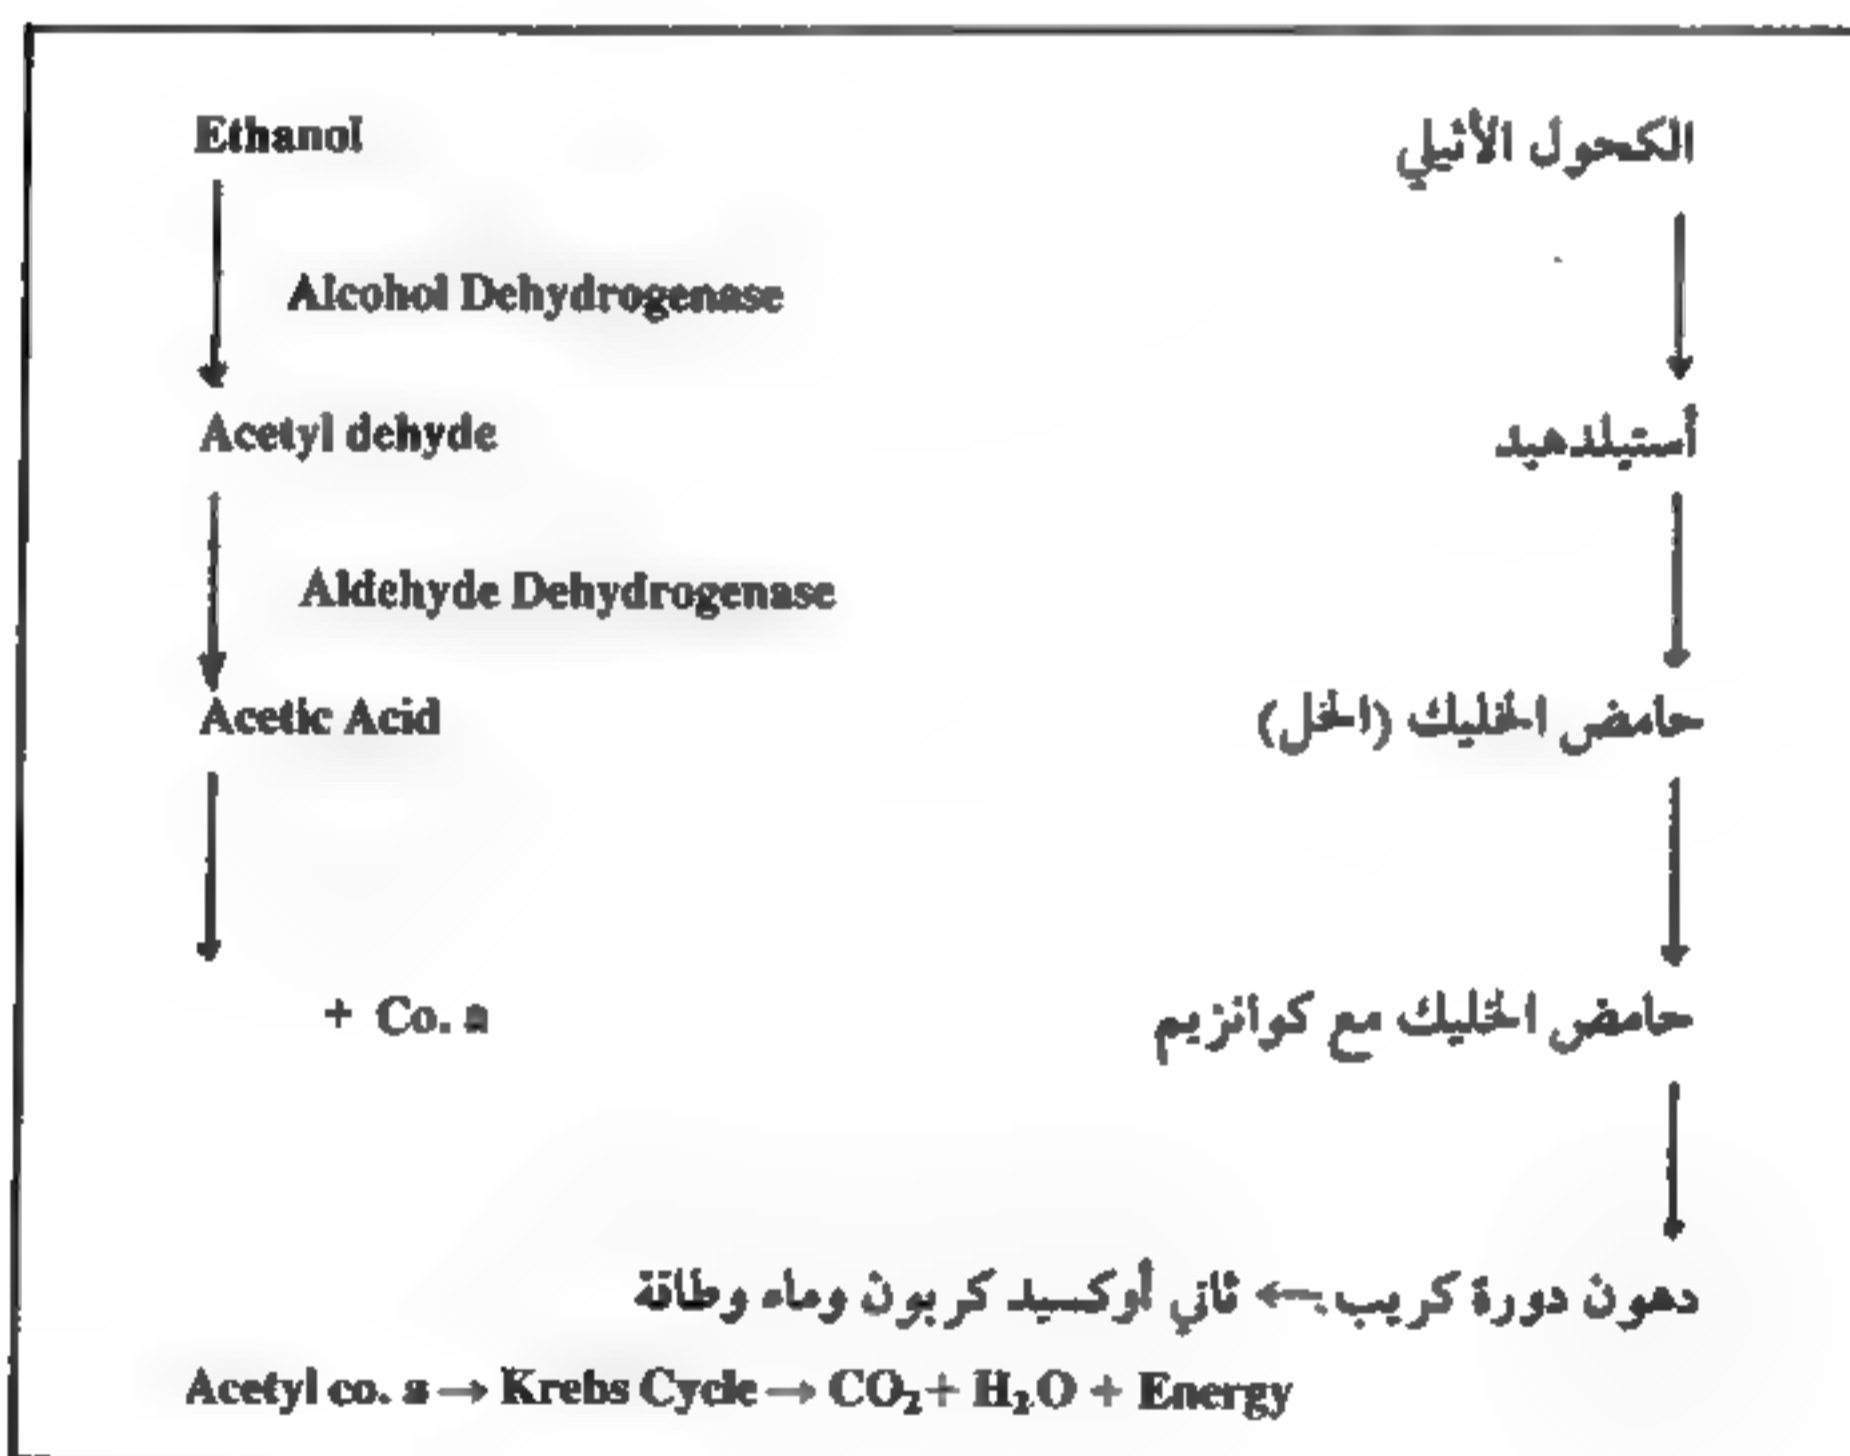 Ethanol الكحول الأثيلي
Alcohol Dehydrogenase
Acetyl dehyde أستيلدهيد
Aldehyde Dehydrogenase
Acetic Acid حامض الخليك (الخل)
+ Co. a حامض الخليك مع كوانزيم
دهون دورة كريب ← ثاني أوكسيد كربون وماء وطاقة
Acetyl co. a → Krebs Cycle → CO₂ + H₂O + Energy